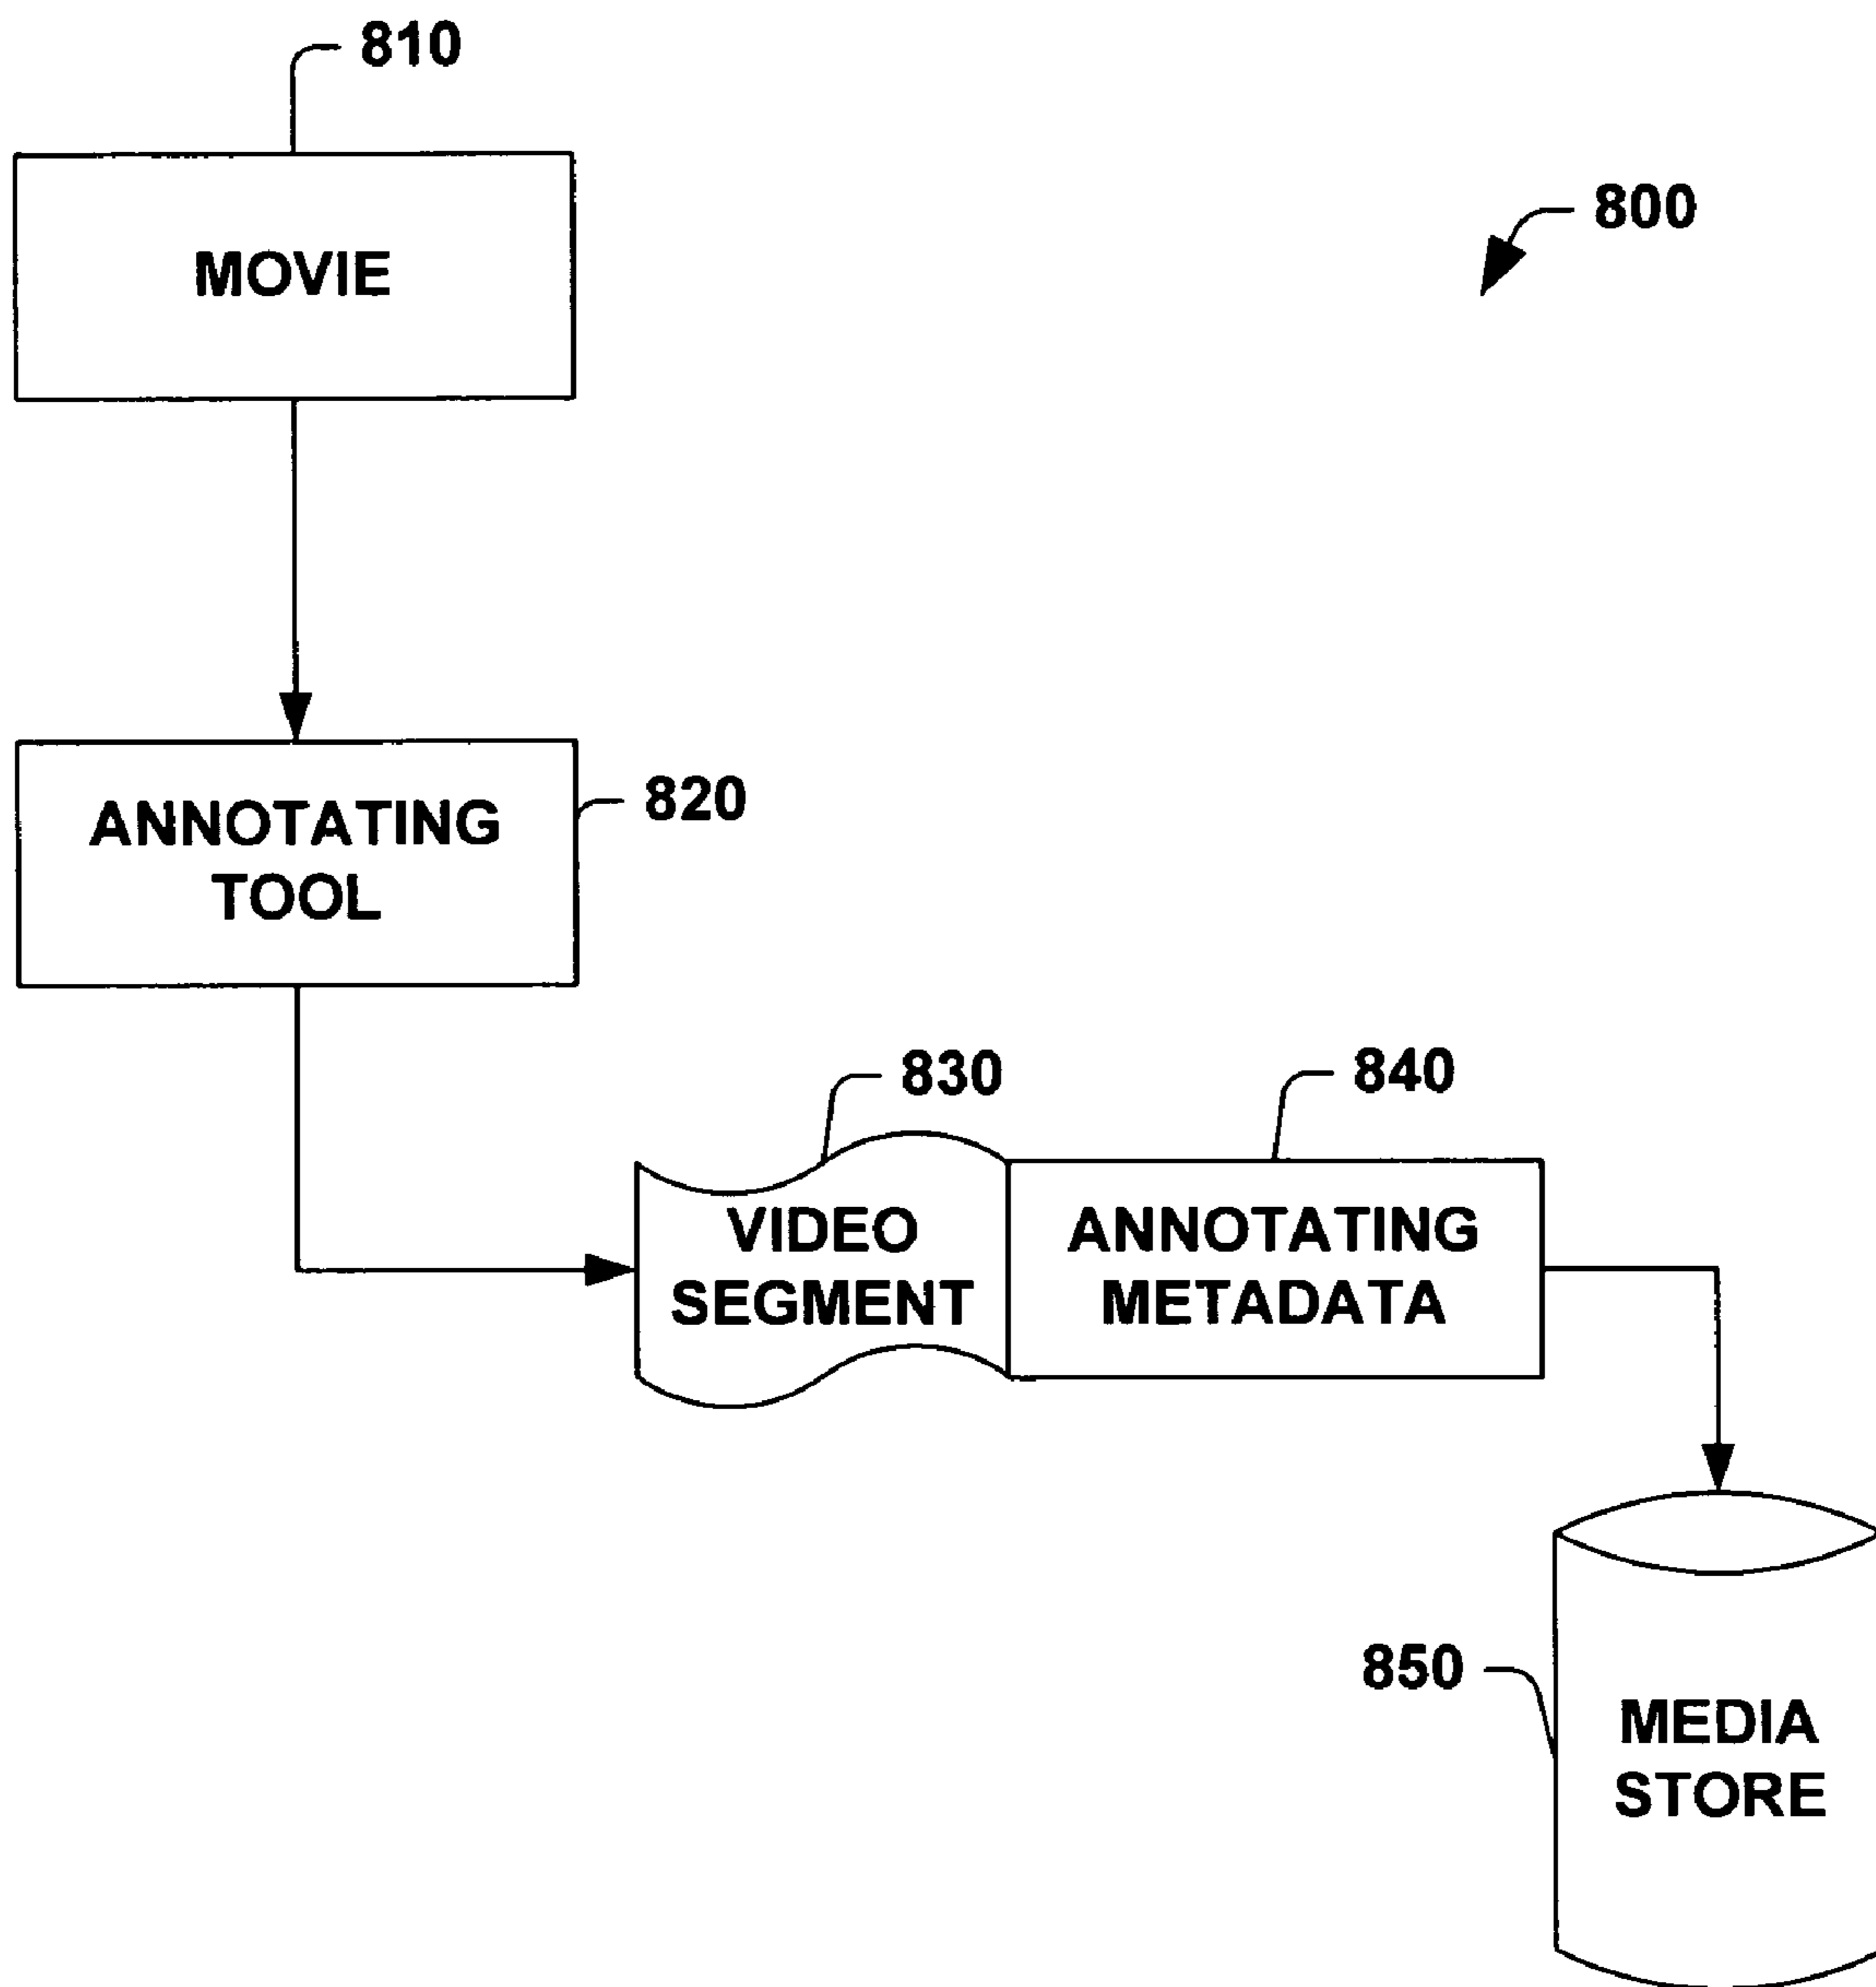 810
800
MOVIE
820
ANNOTATING
TOOL
830
840
VIDEO
SEGMENT
ANNOTATING
METADATA
850
MEDIA
STORE